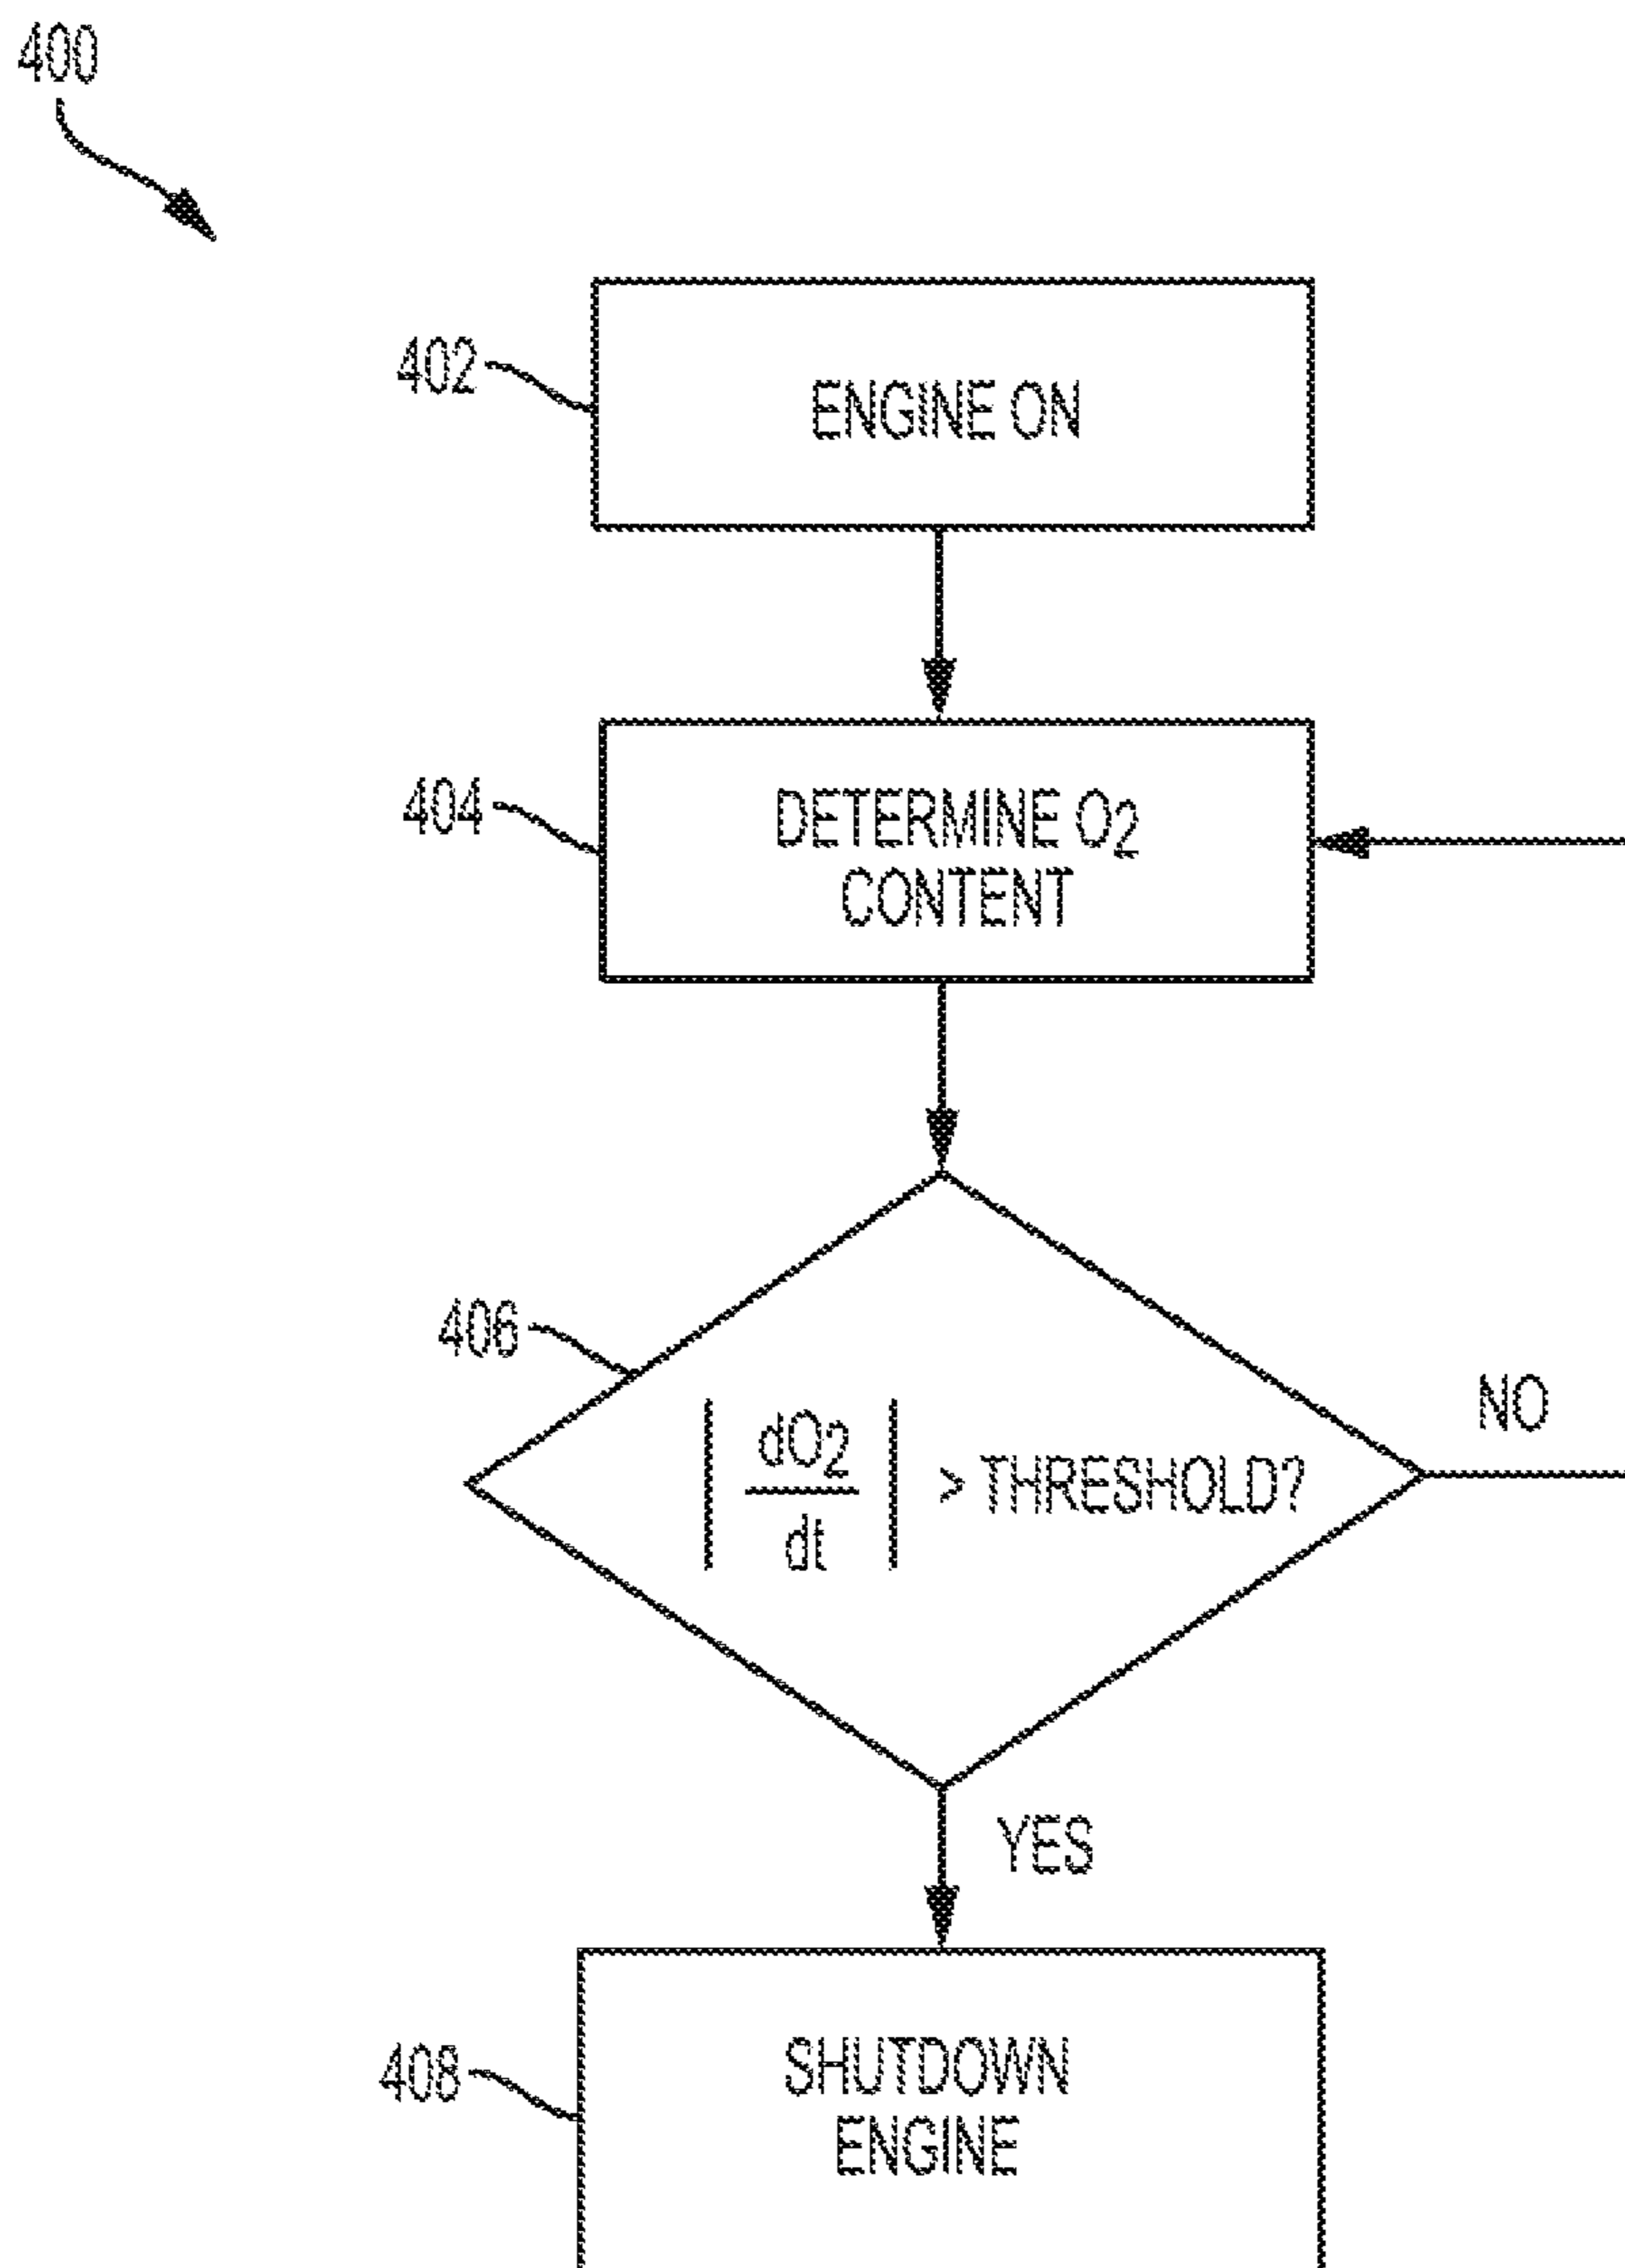 400
402
ENGINE ON
404
DETERMINE O2
CONTENT
406
NO
| dO2 / dt | > THRESHOLD?
YES
408
SHUTDOWN
ENGINE